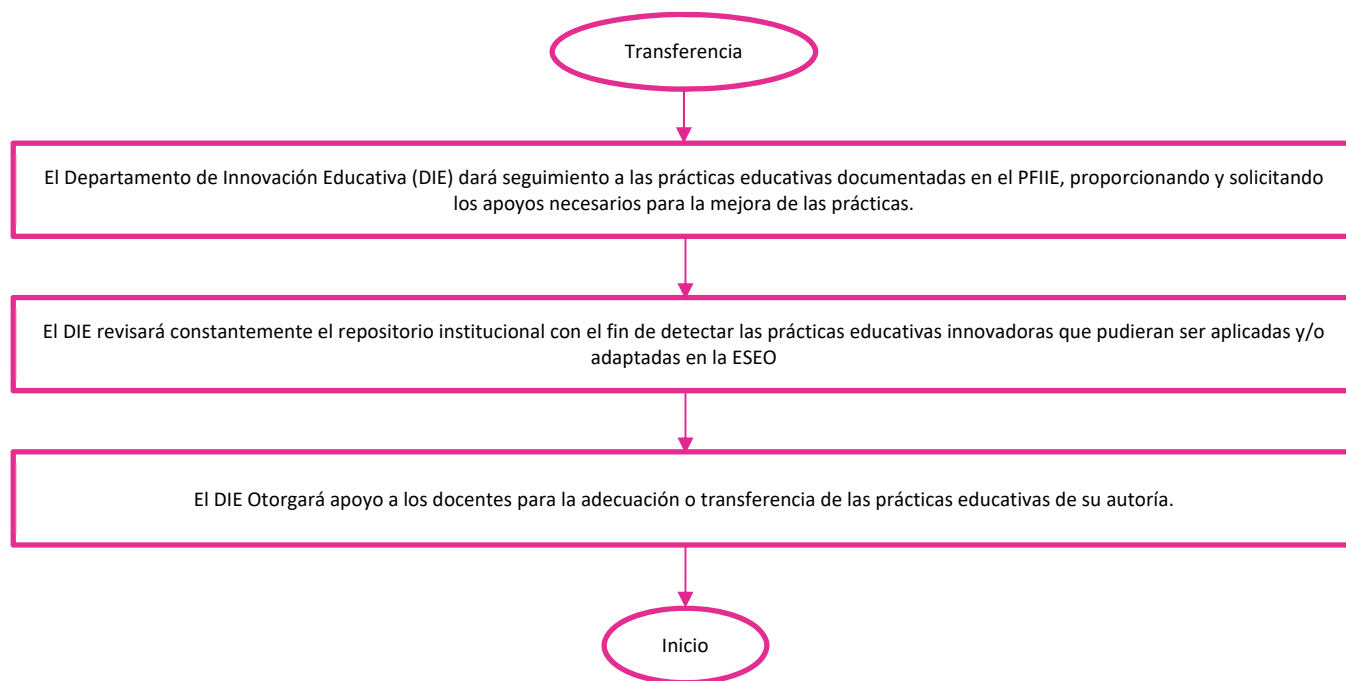 Transferencia
El Departamento de Innovación Educativa (DIE) dará seguimiento a las prácticas educativas documentadas en el PFIIE, proporcionando y solicitando
los apoyos necesarios para la mejora de las prácticas.
El DIE revisará constantemente el repositorio institucional con el fin de detectar las prácticas educativas innovadoras que pudieran ser aplicadas y/o
adaptadas en la ESEO
El DIE Otorgará apoyo a los docentes para la adecuación o transferencia de las prácticas educativas de su autoría.
Inicio